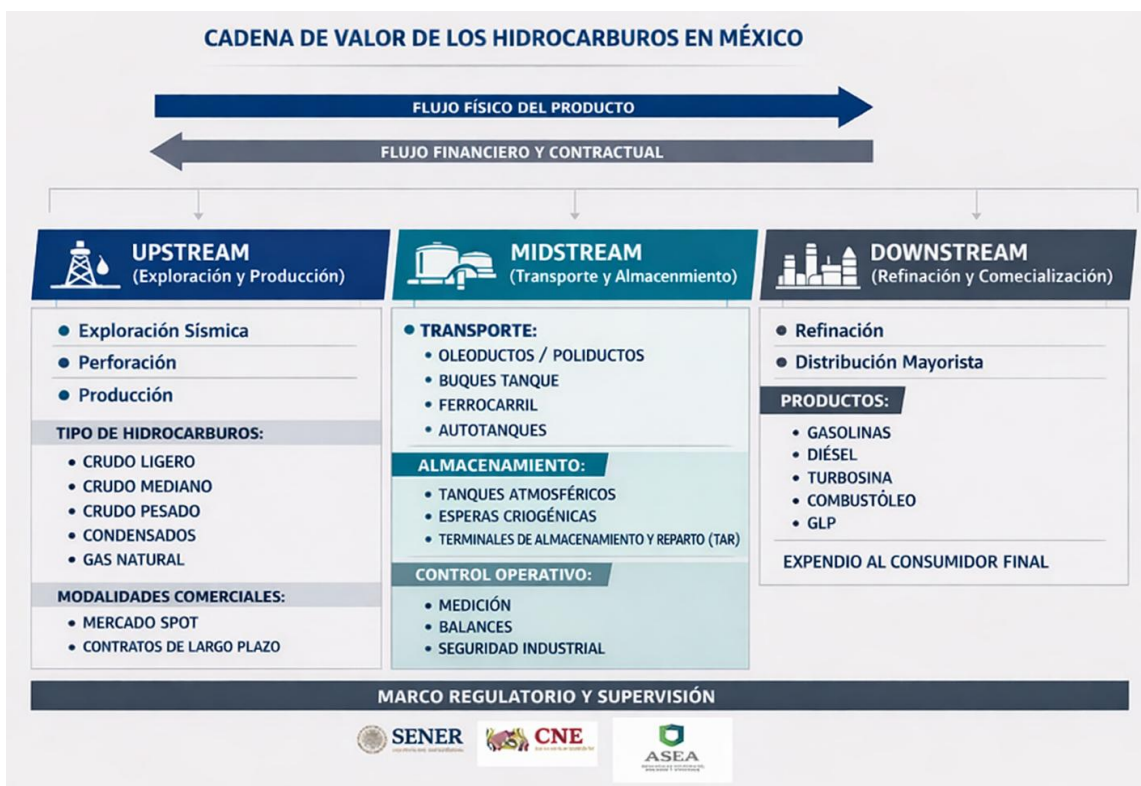 CADENA DE VALOR DE LOS HIDROCARBUROS EN MÉXICO
FLUJO FÍSICO DEL PRODUCTO
FLUJO FINANCIERO Y CONTRACTUAL
UPSTREAM
(Exploración y Producción)
• Exploración Sísmica
• Perforación
• Producción
TIPO DE HIDROCARBUROS:
• CRUDO LIGERO
• CRUDO MEDIANO
• CRUDO PESADO
• CONDENSADOS
• GAS NATURAL
MODALIDADES COMERCIALES:
• MERCADO SPOT
• CONTRATOS DE LARGO PLAZO
MIDSTREAM
(Transporte y Almacenmiento)
• TRANSPORTE:
• OLEODUCTOS / POLIDUCTOS
• BUQUES TANQUE
• FERROCARRIL
• AUTOTANQUES
ALMACENAMIENTO:
• TANQUES ATMOSFÉRICOS
• ESPERAS CRIOGÉNICAS
• TERMINALES DE ALMACENAMIENTO Y REPARTO (TAR)
CONTROL OPERATIVO:
• MEDICIÓN
• BALANCES
• SEGURIDAD INDUSTRIAL
DOWNSTREAM
(Refinación y Comecialización)
• Refinación
• Distribución Mayorista
PRODUCTOS:
• GASOLINAS
• DIÉSEL
• TURBOSINA
• COMBUSTÓLEO
• GLP
EXPENDIO AL CONSUMIDOR FINAL
MARCO REGULATORIO Y SUPERVISIÓN
SENER
CNE
ASEA